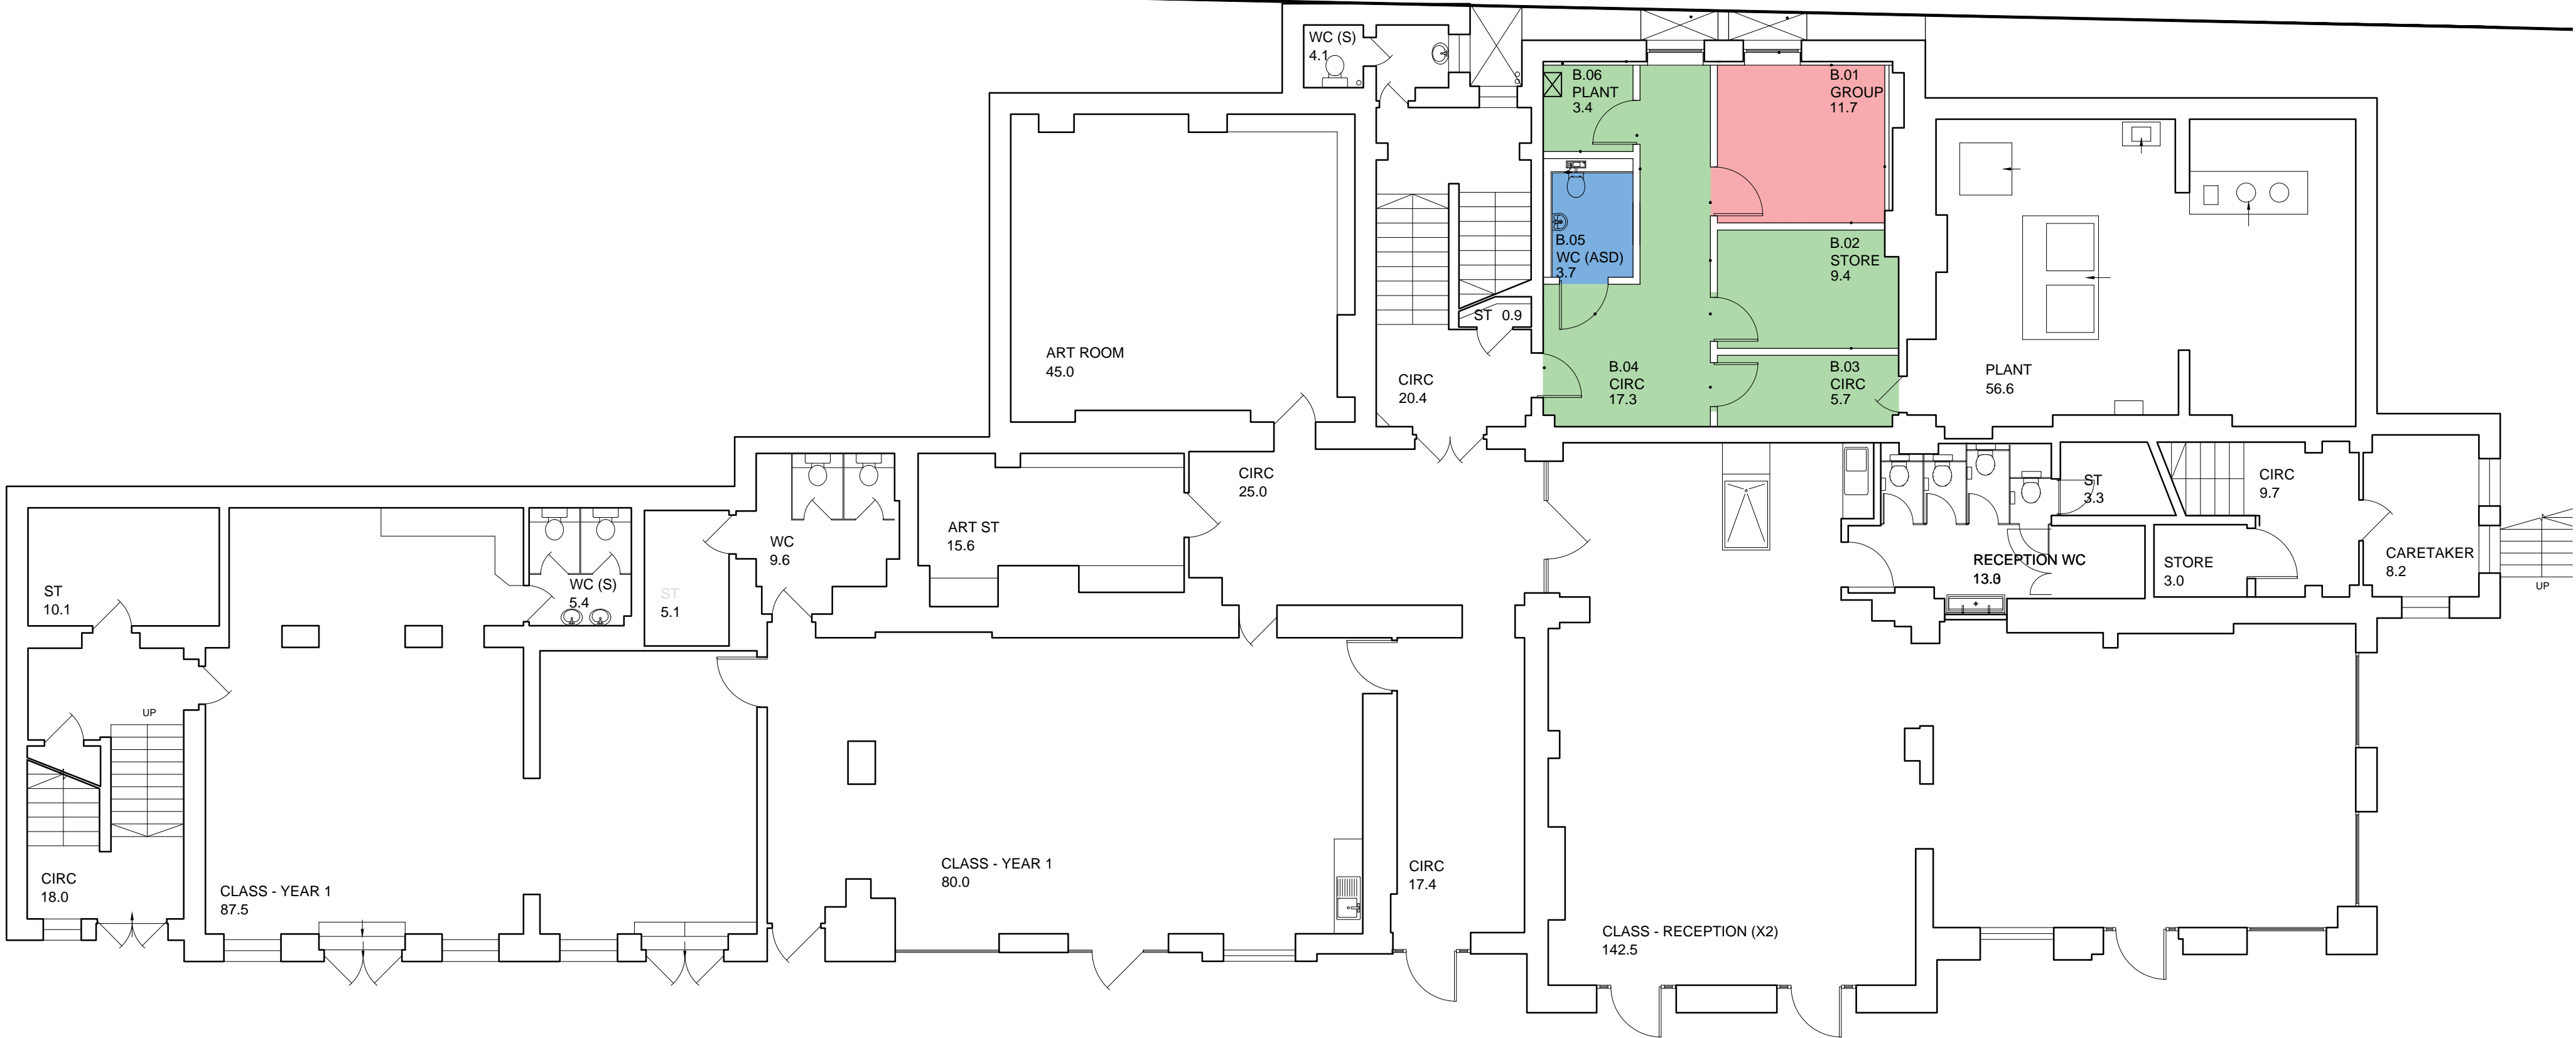 WC (S)
4.1
B.06
PLANT
3.4
B.01
GROUP
11.7
B.05
WC (ASD)
3.7
B.02
STORE
9.4
ST 0.9
ART ROOM
45.0
CIRC
20.4
B.04
CIRC
17.3
B.03
CIRC
5.7
PLANT
56.6
CIRC
25.0
ST
3.3
CIRC
9.7
ART ST
15.6
WC
9.6
RECEPTION WC
STORE
3.0
CARETAKER
8.2
UP
ST
10.1
WC (S)
5.4
ST
5.1
UP
CIRC
18.0
CLASS - YEAR 1
87.5
CLASS - YEAR 1
80.0
CIRC
17.4
CLASS - RECEPTION (X2)
142.5